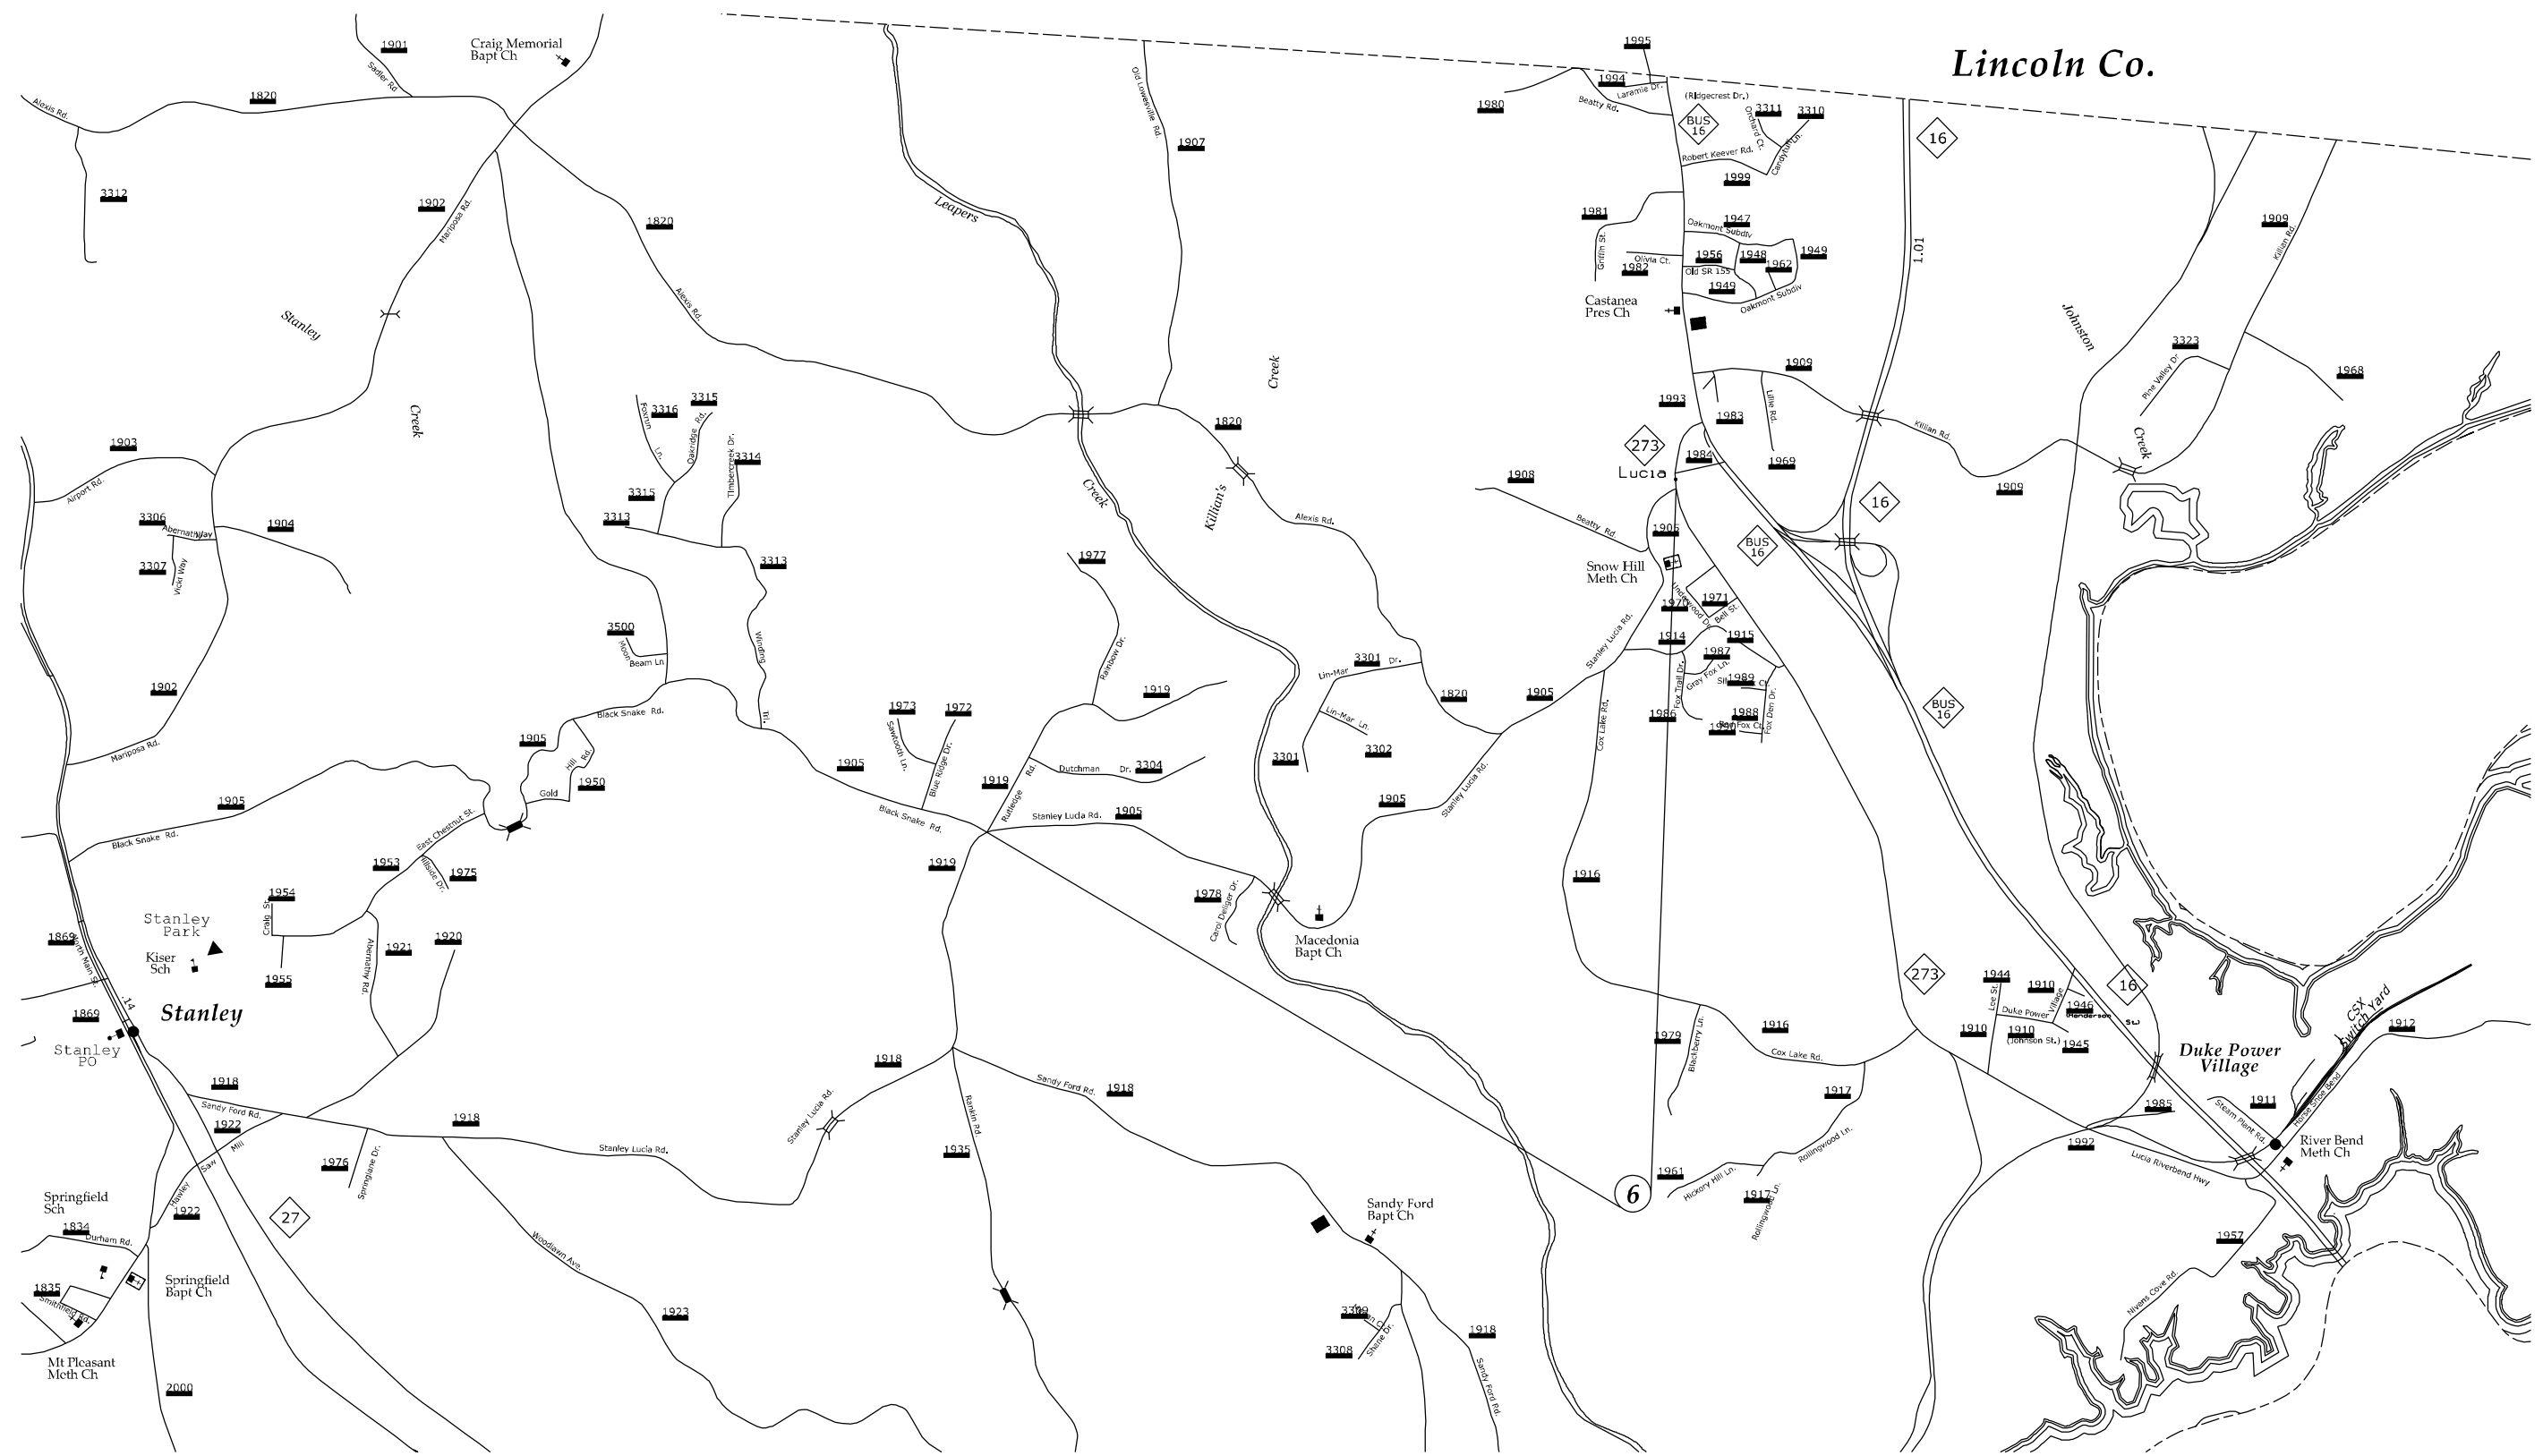 Lincoln Co.
1995
1901
Craig Memorial
Bapt Ch
Sadler Rd
1994
Laramie Dr.
(Ridgecrest Dr.)
1820
Alexis Rd.
Old Lowesville Rd.
1980
Beatty Rd.
BUS
16
3311
3310
Orchard Ct.
Candytuft Ln.
16
1907
Robert Keever Rd.
1999
3312
1902
Mariposa Rd.
Leapers
1820
1981
Griffin St.
1947
Oakmont Subdiv
1909
Killian Rd.
1.01
Olivia Ct.
1982
1956
1948
1949
1962
Old SR 155
1949
Oakmont Subdiv
Alexis Rd.
Castanea
Pres Ch
Stanley
Johnston
3323
Pine Valley Dr
1968
Creek
1909
1993
1983
Lillie Rd.
Creek
Foxrun
Ln.
3316
3315
Oakridge Rd.
1820
Killian Rd.
Creek
1903
Airport Rd.
Timbercreek Dr.
3314
273
Lucia
1984
1969
1908
1909
3315
Creek
Killian's
16
3306
Abernathy
Way
1904
3313
Alexis Rd.
Beatty Rd.
1906
BUS
16
3307
Vicki Way
3313
1977
Snow Hill
Meth Ch
Underwood Dr.
1970
1971
Bell St.
3500
Moon
Beam Ln
Winding
Trl.
Rainbow Dr.
Stanley Lucia Rd.
1914
1915
3301
Lin-Mar Dr.
1987
Gray Fox Ln.
Fox Trail Dr.
1989
1902
1919
1820
1905
Black Snake Rd.
1973
1972
Lin-Mar Ln.
1986
1988
Fox Den Dr.
BUS
16
Mariposa Rd.
1905
Sawtooth Ln.
Blue Ridge Dr.
3302
Cox Lake Rd.
Hill Rd.
1905
Dutchman Dr.
3304
3301
1950
Gold
1919
Rutledge Rd.
Stanley Lucia Rd.
1905
1905
Black Snake Rd.
East Chestnut St.
Black Snake Rd.
Stanley Lucia Rd.
1905
1953
Hillside Dr.
1975
1919
1916
1954
Craig St.
1978
Carol Deliger Dr.
Stanley
Park
Kiser
Sch
1869
North Main St.
1921
1920
Abernathy Rd.
Macedonia
Bapt Ch
1955
273
1944
Lee St.
1910
Village
16
CSX
Switch Yard
.14
Stanley
1869
Stanley
PO
Duke Power
1946
Henderson
1910
1910
(Johnson St.)
1945
1912
1979
Blackberry Ln.
1916
Cox Lake Rd.
Duke Power
Village
1918
1918
Sandy Ford Rd.
1918
Sandy Ford Rd.
1922
1918
Stanley Lucia Rd.
Rankin Rd.
1917
1985
1911
Steam Plant Rd.
Horse Shoe Bend
Saw Mill
Hawley
1976
Springlane Dr.
Stanley Lucia Rd.
1935
Rollingwood Ln.
1992
Lucia Riverbend Hwy
River Bend
Meth Ch
1961
Hickory Hill Ln.
1917
Rollingwood Ln.
6
Springfield
Sch
1922
27
1834
Durham Rd.
Woodlawn Ave.
Sandy Ford
Bapt Ch
1957
Nivens Cove Rd.
Springfield
Bapt Ch
1835
Smithfield Rd.
1923
3309
Shane Dr.
3308
1918
Sandy Ford Rd.
Mt Pleasant
Meth Ch
2000